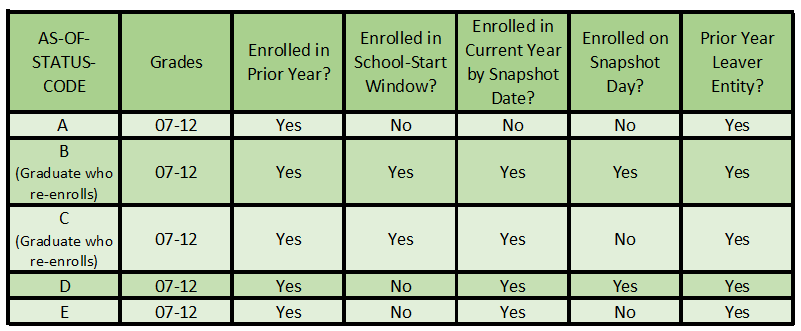 AS-OF-
STATUS-
CODE
Grades
Enrolled in
Prior Year?
Enrolled in
School-Start
Window?
Enrolled in
Current Year
by Snapshot
Date?
Enrolled on
Snapshot
Day?
Prior Year
Leaver
Entity?
A
07-12
Yes
No
No
No
Yes
B
(Graduate who
re-enrolls)
07-12
Yes
Yes
Yes
Yes
Yes
C
(Graduate who
re-enrolls)
07-12
Yes
Yes
Yes
No
Yes
D
07-12
Yes
No
Yes
Yes
Yes
E
07-12
Yes
No
Yes
No
Yes